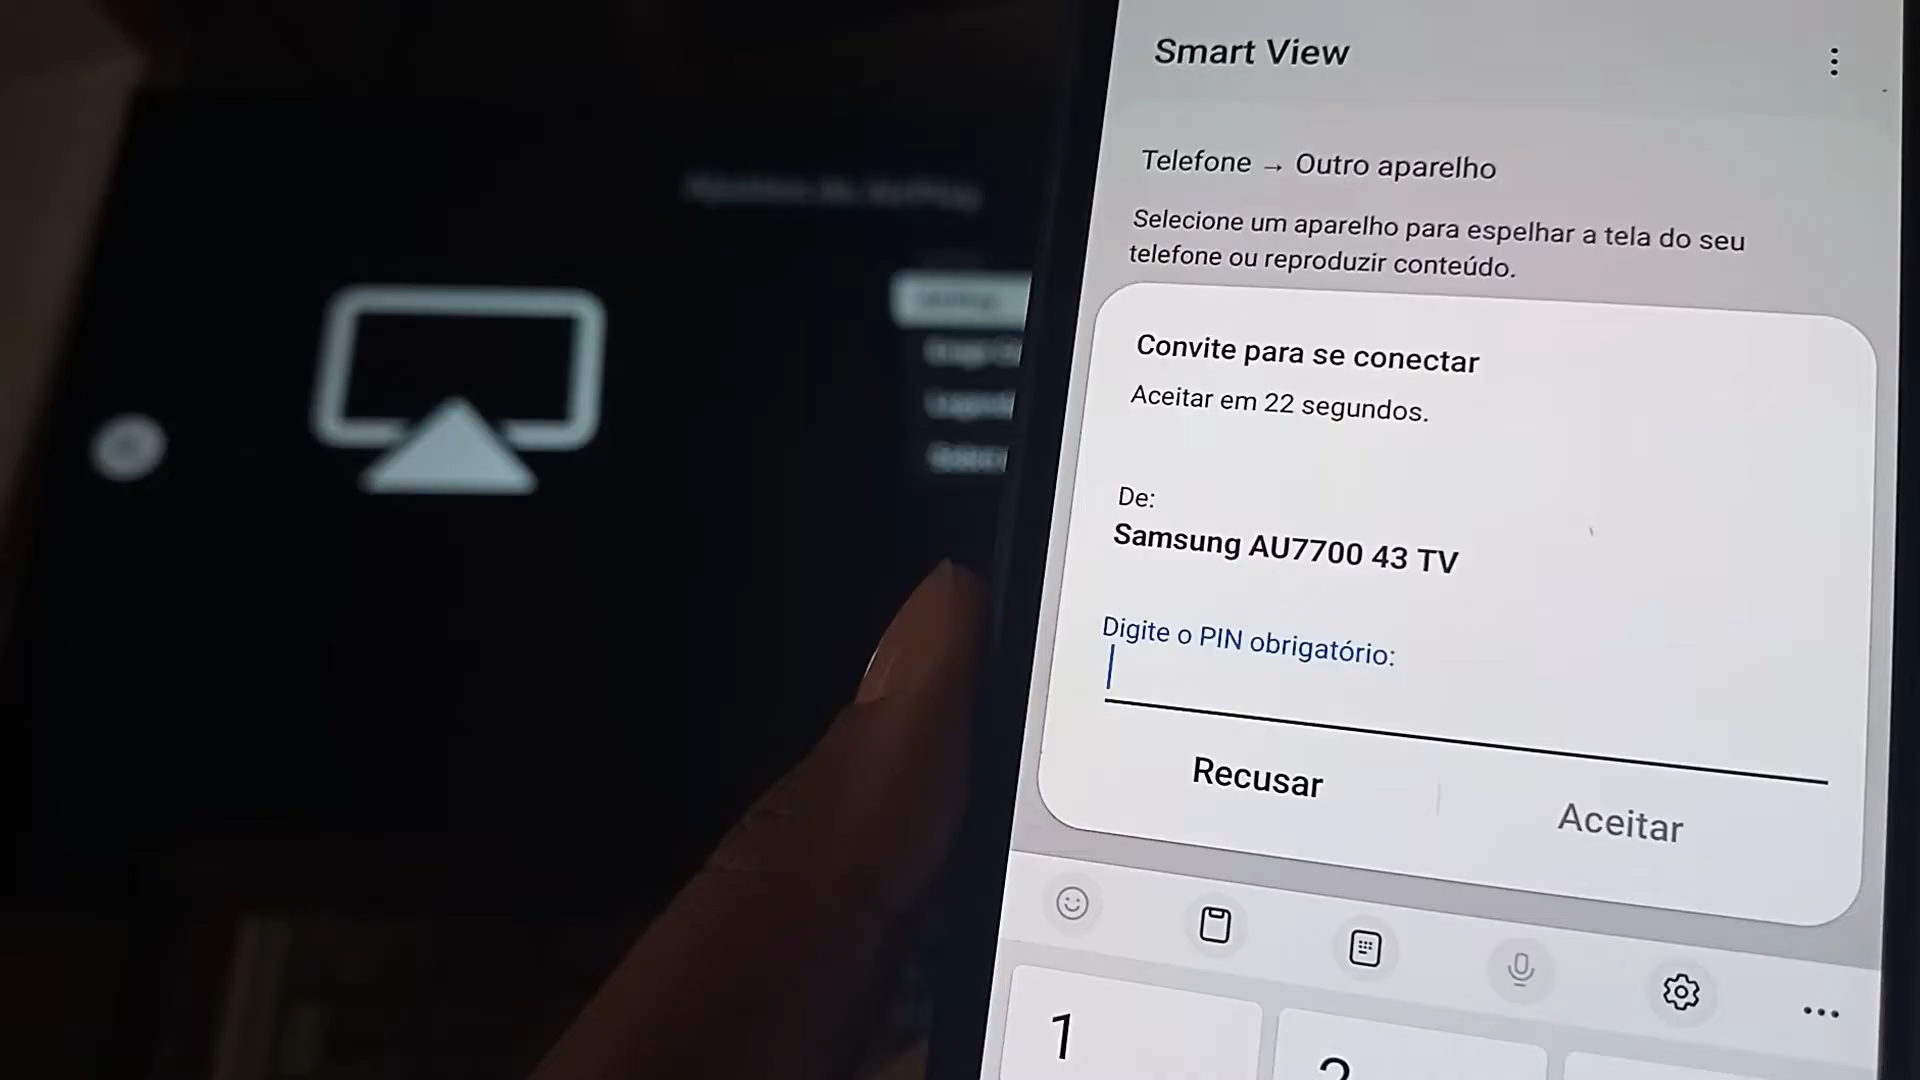 Smart View
Telefone → Outro aparelho
Selecione um aparelho para espelhar a tela do seu
telefone ou reproduzir conteúdo.
Convite para se conectar
Aceitar em 22 segundos.
De:
Samsung AU7700 43 TV
Digite o PIN obrigatório:
Recusar
Aceitar
1
2